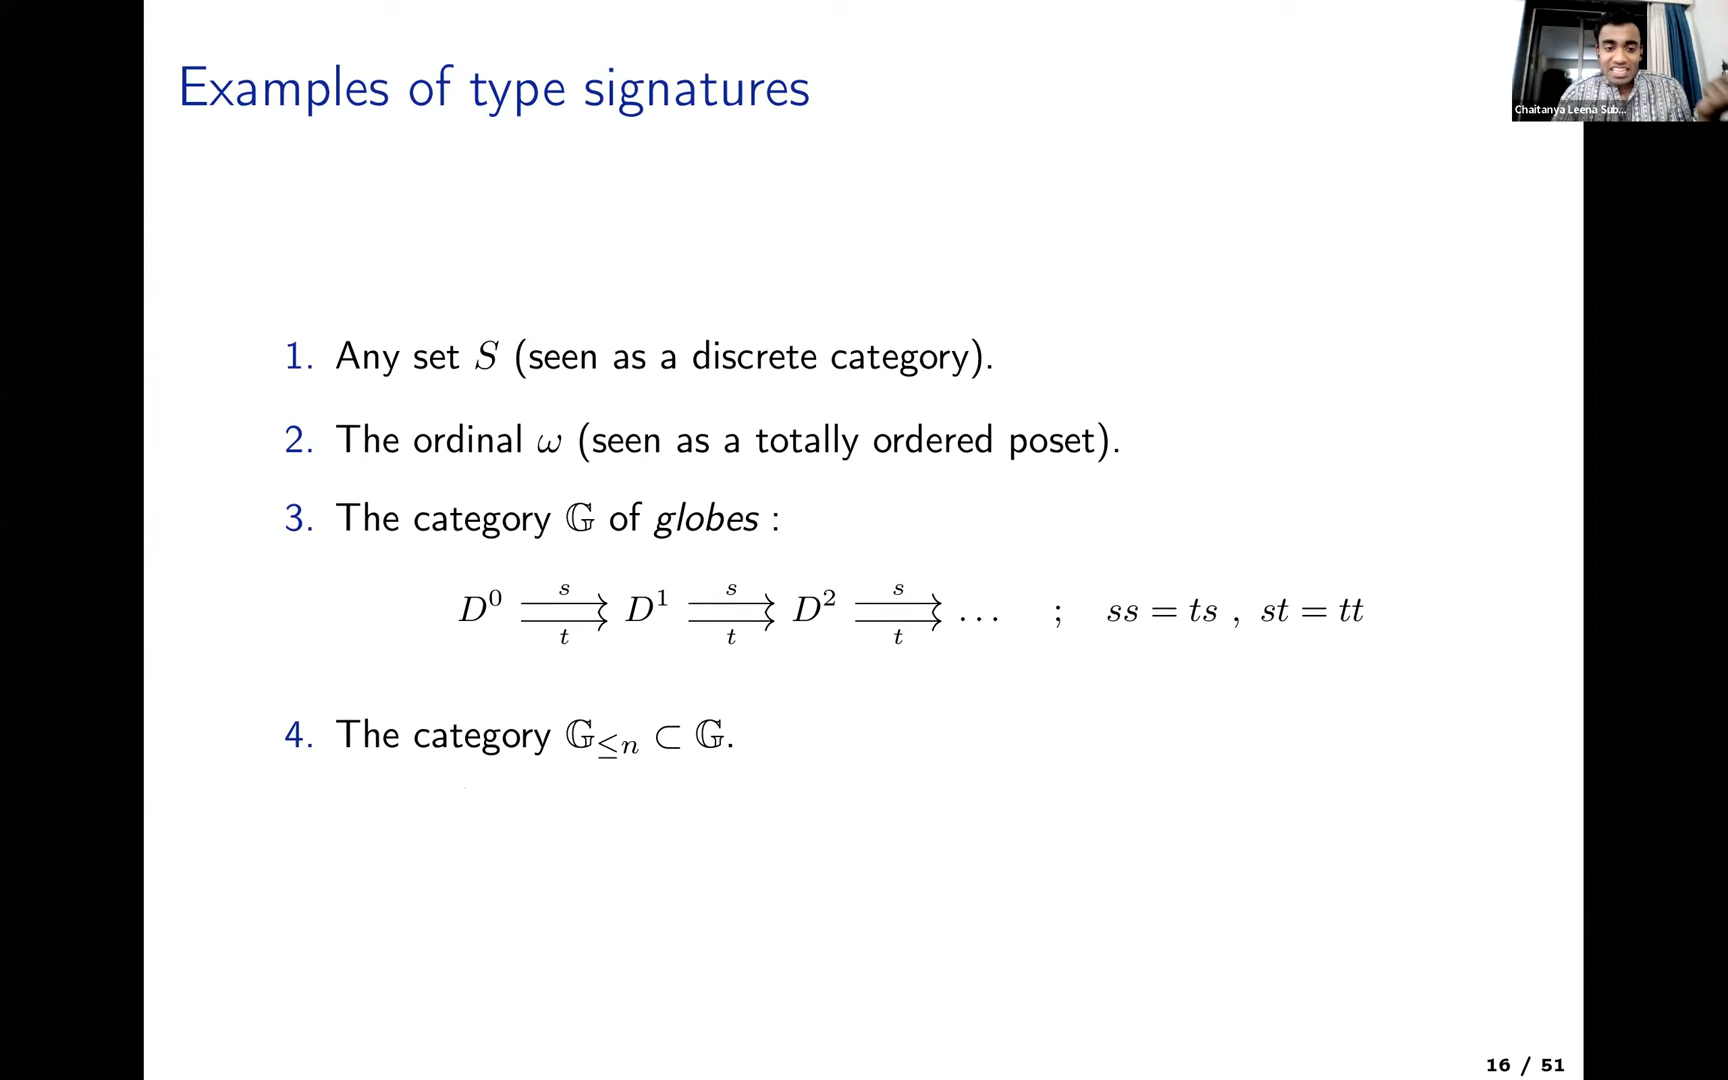 Examples of type signatures
Chaitanya Leena Sub...
1. Any set S (seen as a discrete category).
2. The ordinal ω (seen as a totally ordered poset).
3. The category 𝔾 of globes :
s s s
D⁰ ⇉ D¹ ⇉ D² ⇉ ... ; ss = ts , st = tt
t t t
4. The category 𝔾≤n ⊂ 𝔾.
16 / 51